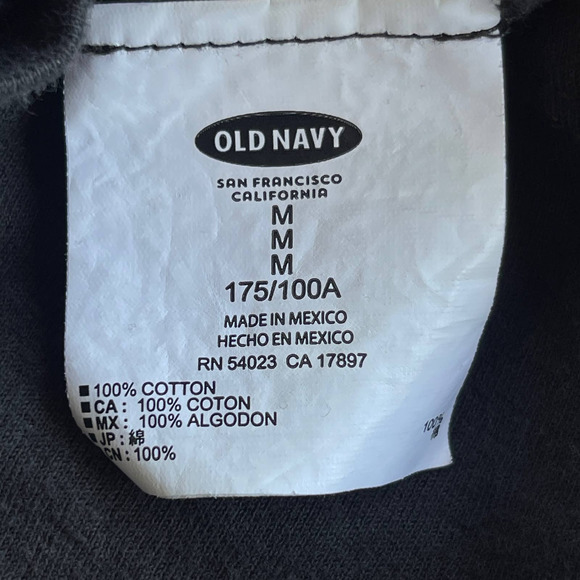 OLD NAVY
SAN FRANCISCO
CALIFORNIA
M
M
M
175/100A
MADE IN MEXICO
HECHO EN MEXICO
RN 54023 CA 17897
100% COTTON
CA: 100% COTON
MX: 100% ALGODON
JP: 綿
CN: 100%
100%